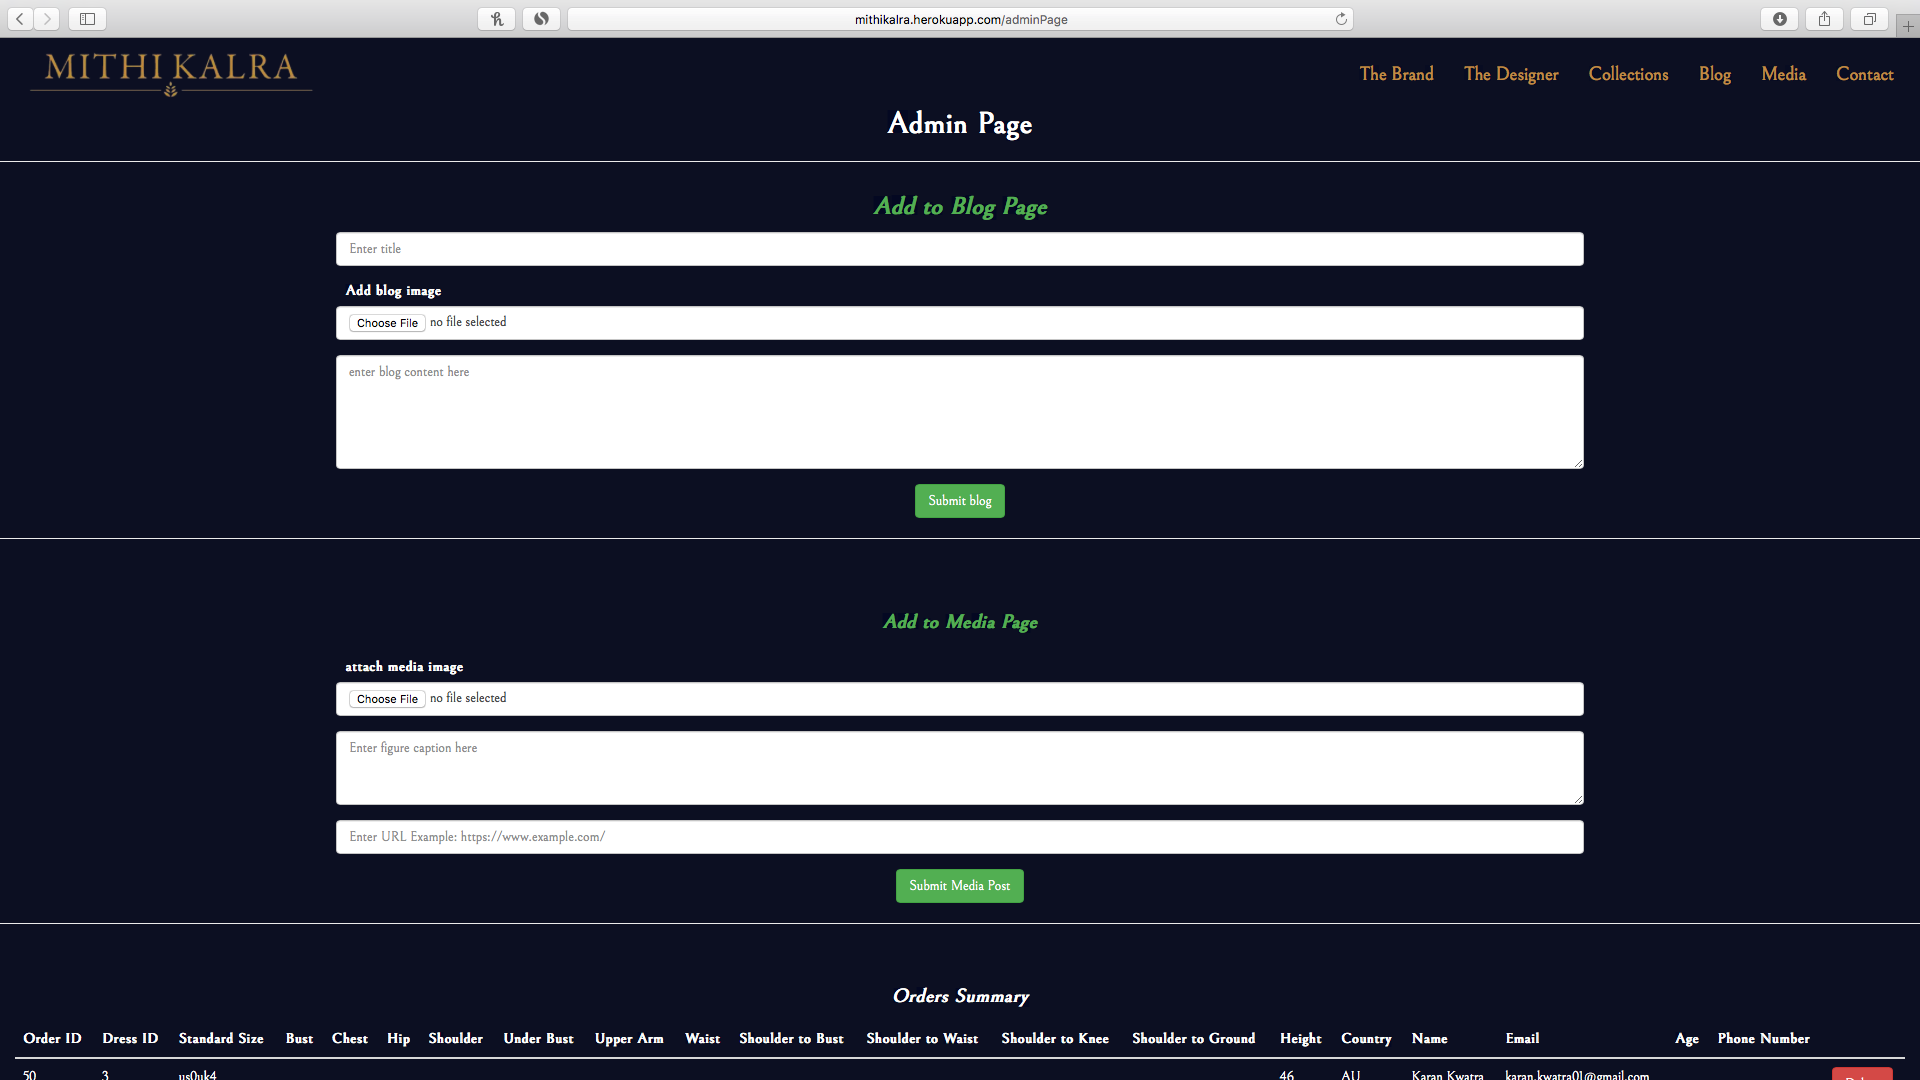 mithikalra.herokuapp.com/adminPage
MITHI KALRA
The Brand The Designer Collections Blog Media Contact
Admin Page
Add to Blog Page
Enter title
Add blog image
Choose File no file selected
enter blog content here
Submit blog
Add to Media Page
attach media image
Choose File no file selected
Enter figure caption here
Enter URL Example: https://www.example.com/
Submit Media Post
Orders Summary
Order ID Dress ID Standard Size Bust Chest Hip Shoulder Under Bust Upper Arm Waist Shoulder to Bust Shoulder to Waist Shoulder to Knee Shoulder to Ground Height Country Name Email Age Phone Number
50 3 us0uk4 46 AU Karan Kwatra karan.kwatra01@gmail.com